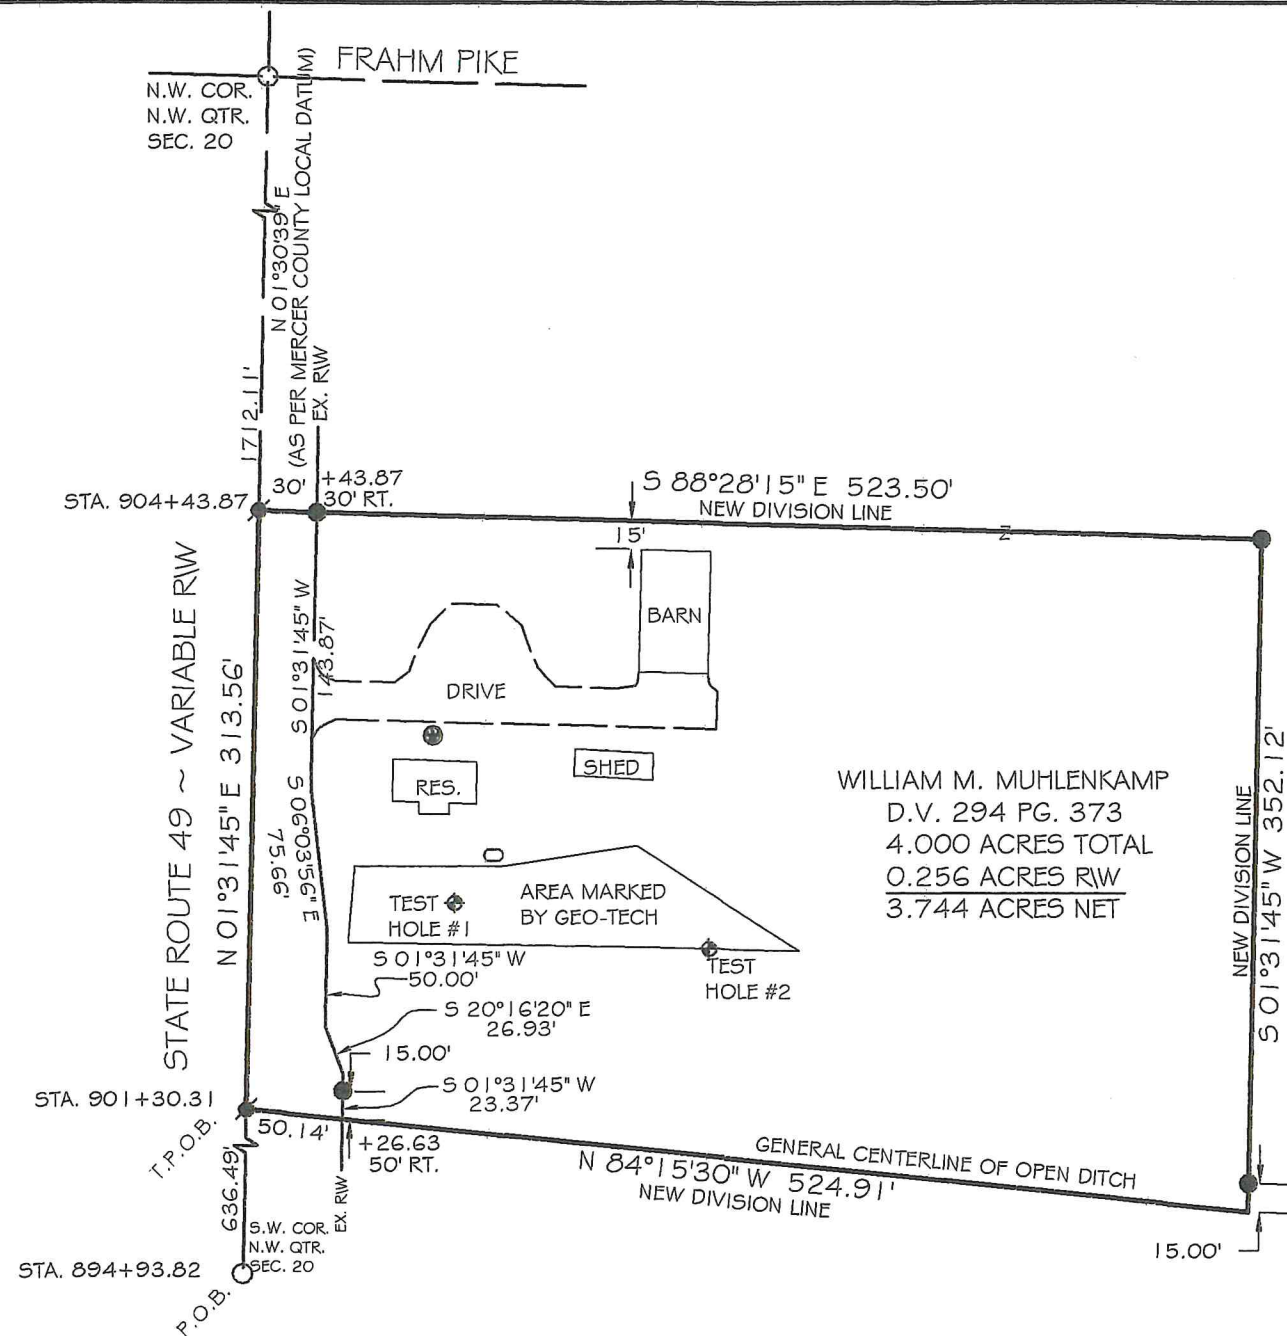 FRAHM PIKE
N.W. COR.
N.W. QTR.
SEC. 20
N 01°30'39" E
(AS PER MERCER COUNTY LOCAL DATUM)
EX. R\W
1712.11'
STA. 904+43.87
30'
+43.87
30' RT.
S 88°28'15" E 523.50'
NEW DIVISION LINE
15'
BARN
STATE ROUTE 49 ~ VARIABLE R\W
N 01°31'45" E 313.56'
S 01°31'45" W
143.87'
DRIVE
SHED
RES.
S 06°03'56" E
75.66'
WILLIAM M. MUHLENKAMP
D.V. 294 PG. 373
4.000 ACRES TOTAL
0.256 ACRES R\W
3.744 ACRES NET
NEW DIVISION LINE
S 01°31'45" W 352.12'
TEST
HOLE #1
AREA MARKED
BY GEO-TECH
TEST
HOLE #2
S 01°31'45" W
50.00'
S 20°16'20" E
26.93'
15.00'
S 01°31'45" W
23.37'
STA. 901+30.31
T.P.O.B.
50.14'
+26.63
50' RT.
GENERAL CENTERLINE OF OPEN DITCH
N 84°15'30" W 524.91'
NEW DIVISION LINE
15.00'
636.49'
EX. R\W
S.W. COR.
N.W. QTR.
SEC. 20
STA. 894+93.82
P.O.B.